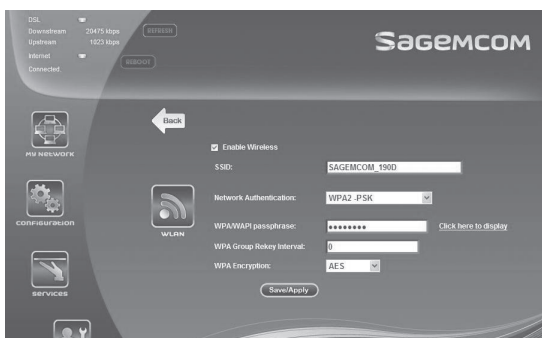 DSL
Downstream 29475 kbps
Upstream 1023 kbps
REFRESH
Internet
Connected.
REBOOT
SAGEMCOM
Back
MY NETWORK
Enable Wireless
SSID: SAGEMCOM_190D
Network Authentication: WPA2 -PSK
CONFIGURATION
WLAN
WPA/WAPI passphrase: ●●●●●●●● Click here to display
WPA Group Rekey Interval: 0
WPA Encryption: AES
Save/Apply
SERVICES